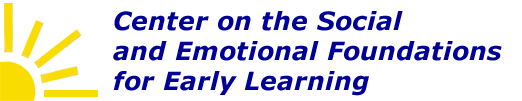 Center on the Social
and Emotional Foundations
for Early Learning